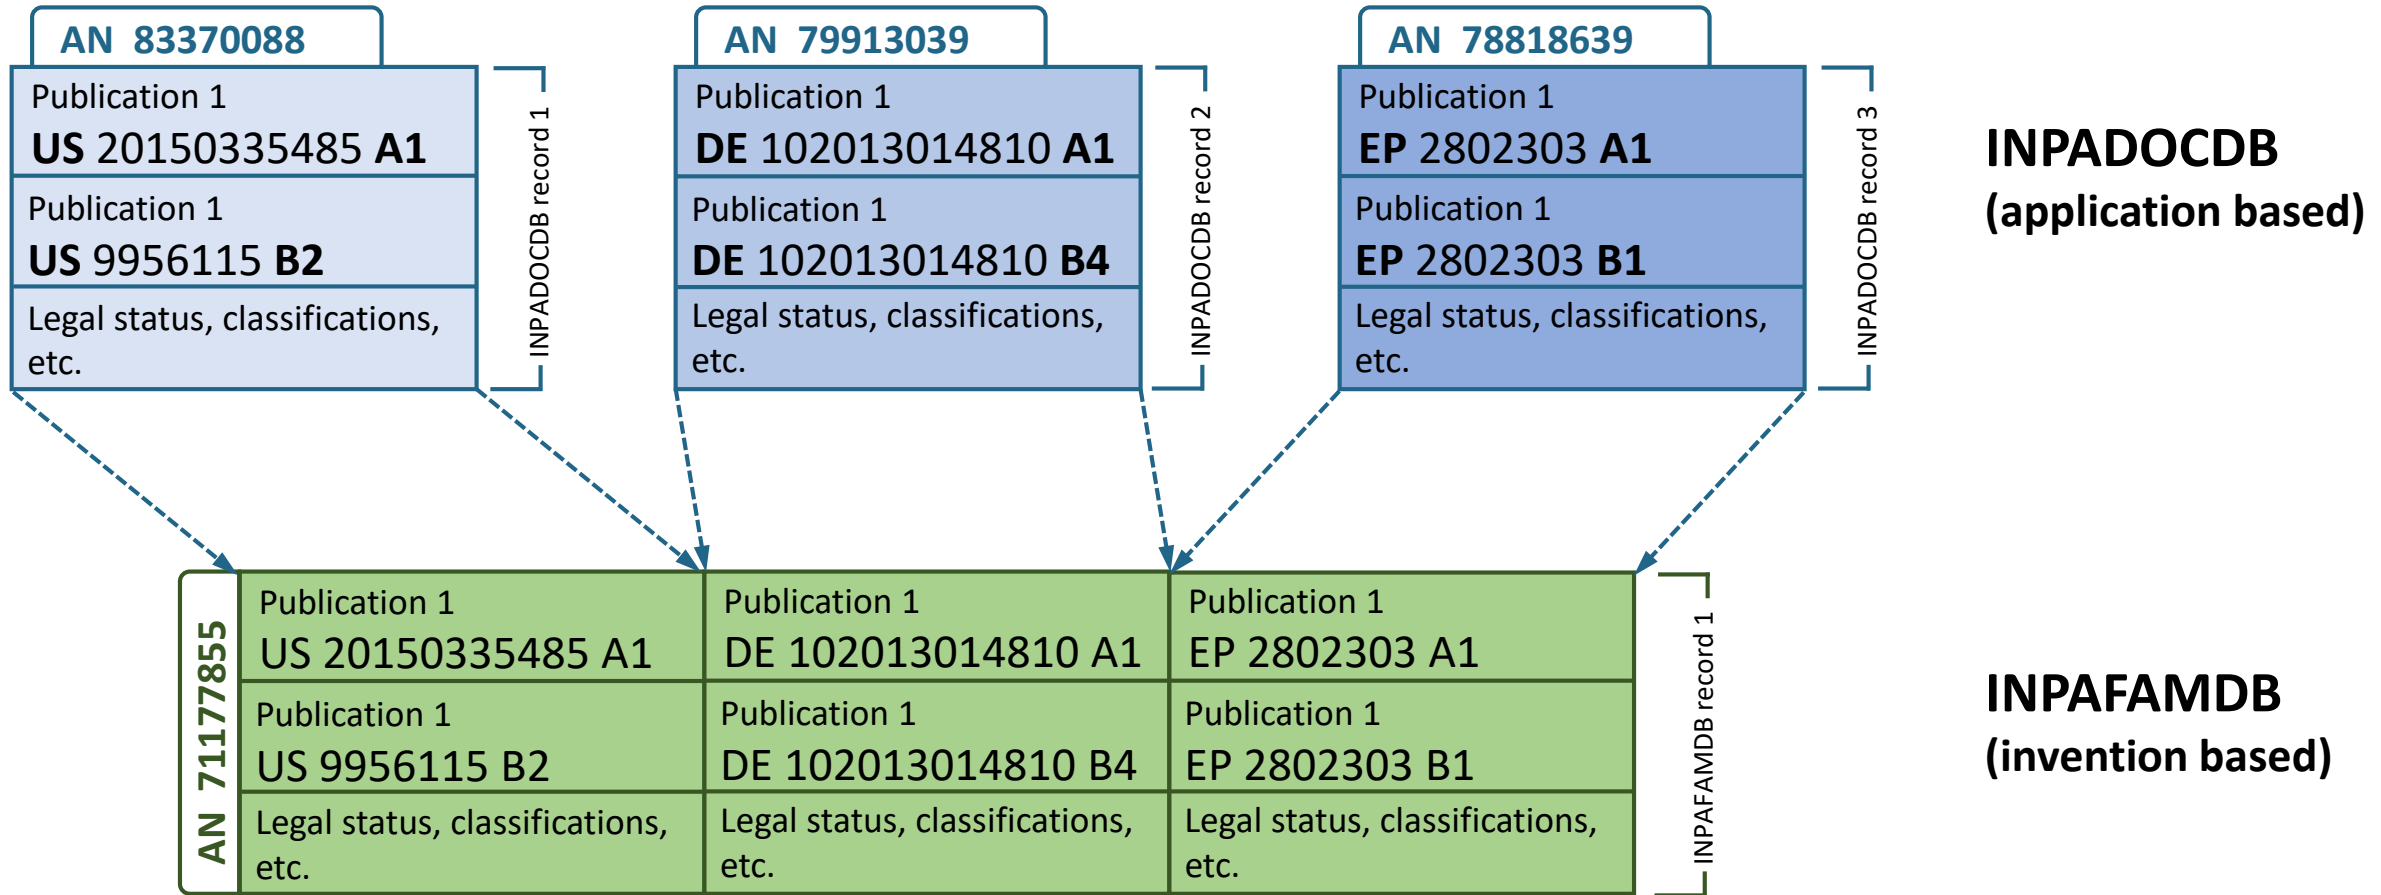 AN 83370088
Publication 1
US 20150335485 A1
Publication 1
US 9956115 B2
Legal status, classifications,
etc.
INPADOCDB record 1
AN 79913039
Publication 1
DE 102013014810 A1
Publication 1
DE 102013014810 B4
Legal status, classifications,
etc.
INPADOCDB record 2
AN 78818639
Publication 1
EP 2802303 A1
Publication 1
EP 2802303 B1
Legal status, classifications,
etc.
INPADOCDB record 3
INPADOCDB
(application based)
AN 71177855
Publication 1
US 20150335485 A1
Publication 1
US 9956115 B2
Legal status, classifications,
etc.
Publication 1
DE 102013014810 A1
Publication 1
DE 102013014810 B4
Legal status, classifications,
etc.
Publication 1
EP 2802303 A1
Publication 1
EP 2802303 B1
Legal status, classifications,
etc.
INPAFAMDB record 1
INPAFAMDB
(invention based)